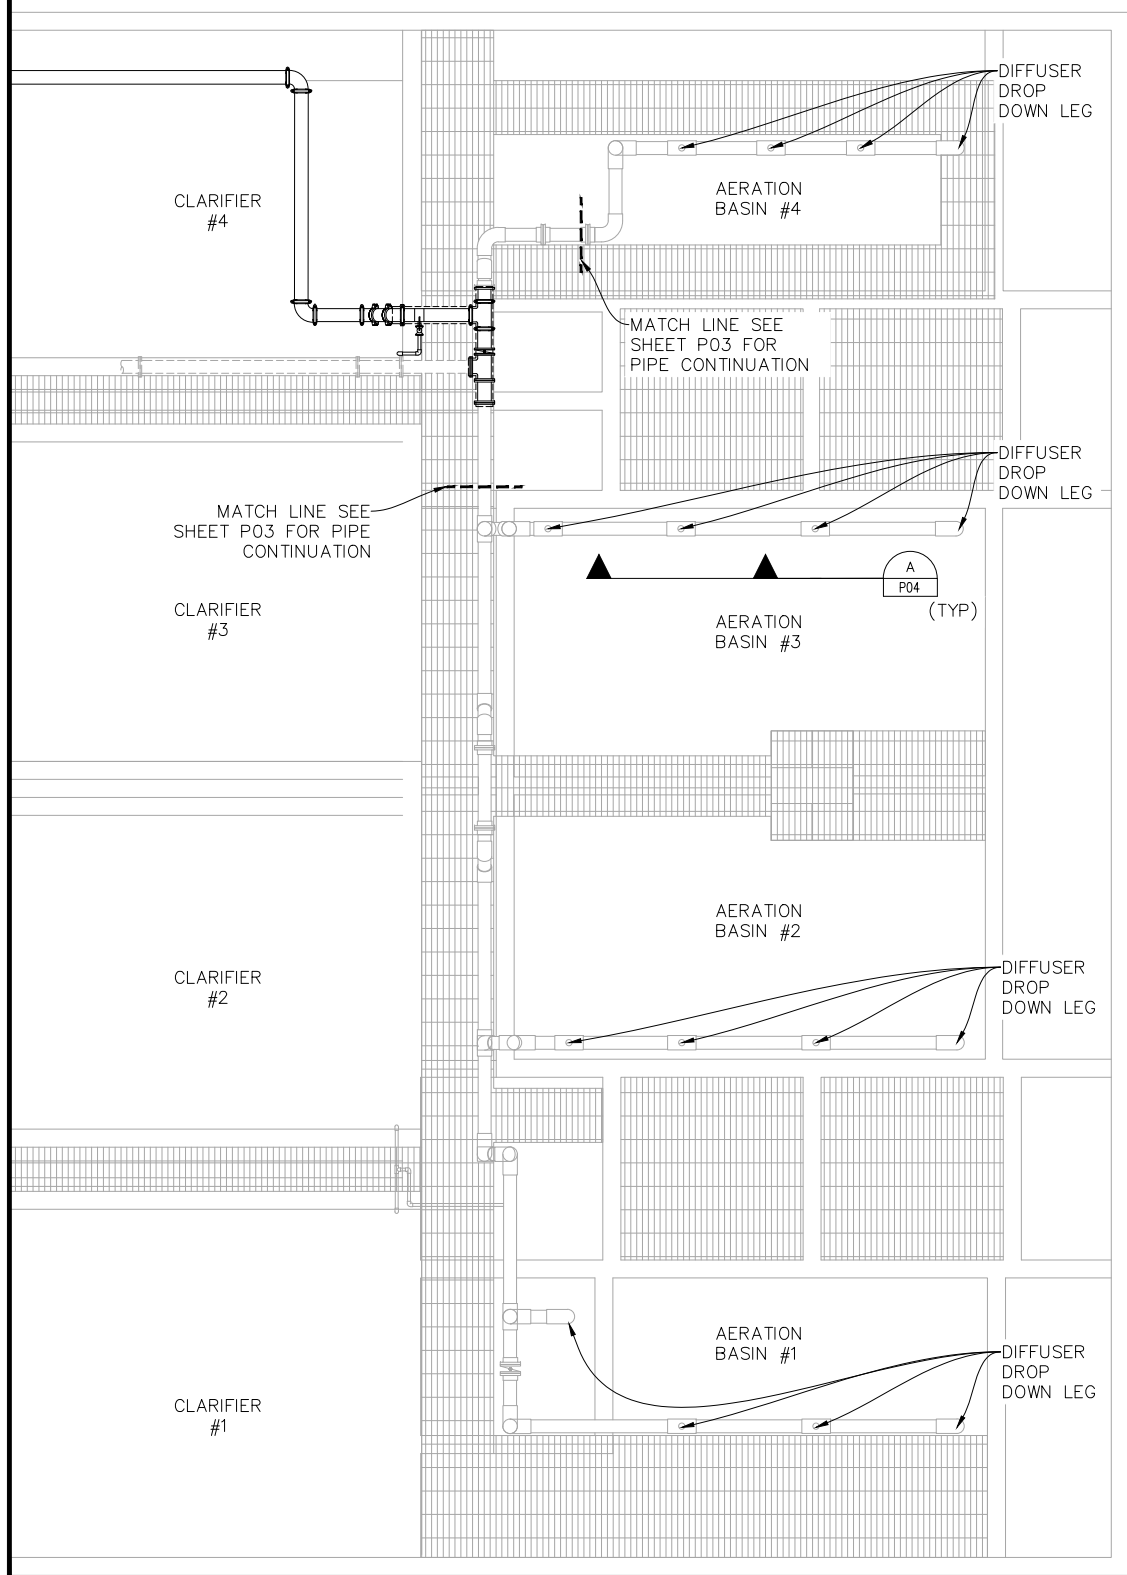 DIFFUSER
DROP
DOWN LEG
CLARIFIER
#4
AERATION
BASIN #4
MATCH LINE SEE
SHEET P03 FOR
PIPE CONTINUATION
DIFFUSER
DROP
DOWN LEG
MATCH LINE SEE
SHEET P03 FOR PIPE
CONTINUATION
A
P04
(TYP)
CLARIFIER
#3
AERATION
BASIN #3
AERATION
BASIN #2
CLARIFIER
#2
DIFFUSER
DROP
DOWN LEG
AERATION
BASIN #1
DIFFUSER
DROP
DOWN LEG
CLARIFIER
#1